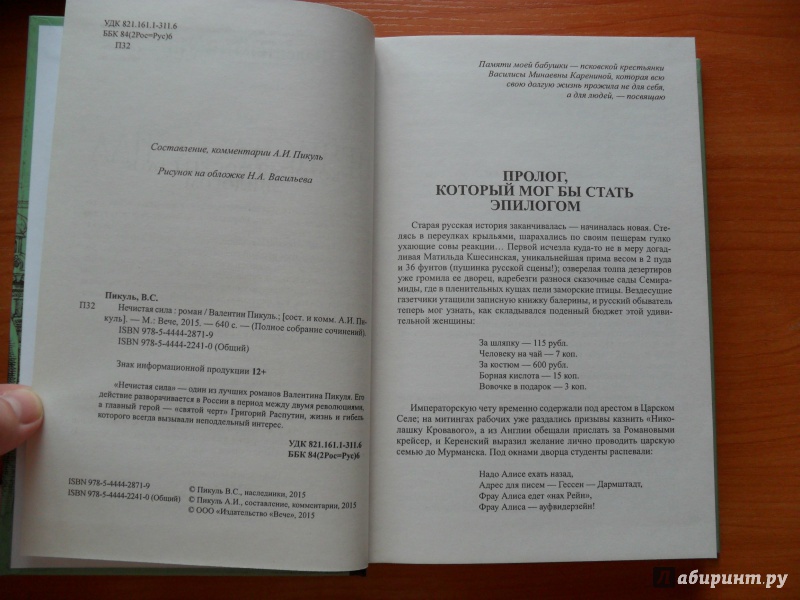 УДК 821.161.1-311.6
ББК 84(2Рос=Рус)6
П32
Составление, комментарии А.И. Пикуль
Рисунок на обложке Н.А. Васильева
Пикуль, В.С.
П32 Нечистая сила : роман / Валентин Пикуль ; [сост. и комм. А.И. Пи-
куль]. — М.: Вече, 2015. — 640 с. — (Полное собрание сочинений).
ISBN 978-5-4444-2871-9
ISBN 978-5-4444-2241-0 (Общий)
Знак информационной продукции 12+
«Нечистая сила» — один из лучших романов Валентина Пикуля. Его
действие разворачивается в России в период между двумя революциями,
а главный герой — «святой черт» Григорий Распутин, жизнь и гибель
которого всегда вызывали неподдельный интерес.
УДК 821.161.1-311.6
ББК 84(2Рос=Рус)6
ISBN 978-5-4444-2871-9
ISBN 978-5-4444-2241-0 (Общий)
© Пикуль В.С., наследники, 2015
© Пикуль А.И., составление, комментарии, 2015
© ООО «Издательство «Вече», 2015
Памяти моей бабушки — псковской крестьянки
Василисы Минаевны Карениной, которая всю
свою долгую жизнь прожила не для себя,
а для людей, — посвящаю
ПРОЛОГ,
КОТОРЫЙ МОГ БЫ СТАТЬ
ЭПИЛОГОМ
Старая русская история заканчивалась — начиналась новая. Сте-
лясь в переулках крыльями, шарахались по своим пещерам гулко
ухающие совы реакции... Первой исчезла куда-то не в меру догад-
ливая Матильда Кшесинская, уникальнейшая прима весом в 2 пуда
и 36 фунтов (пушинка русской сцены!); озверелая толпа дезертиров
уже громила ее дворец, вдребезги разнося сказочные сады Семира-
миды, где в пленительных кущах пели заморские птицы. Вездесущие
газетчики утащили записную книжку балерины, и русский обыватель
теперь мог узнать, как складывался поденный бюджет этой удиви-
тельной женщины:
За шляпку — 115 рубл.
Человеку на чай — 7 коп.
За костюм — 600 рубл.
Борная кислота — 15 коп.
Вовочке в подарок — 3 коп.
Императорскую чету временно содержали под арестом в Царском
Селе; на митингах рабочих уже раздались призывы казнить «Нико-
лашку Кровавого», а из Англии обещали прислать за Романовыми
крейсер, и Керенский выразил желание лично проводить царскую
семью до Мурманска. Под окнами дворца студенты распевали:
Надо Алисе ехать назад,
Адрес для писем — Гессен — Дармштадт,
Фрау Алиса едет «нах Рейн»,
Фрау Алиса — ауфвидерзейн!
Лабиринт.ру